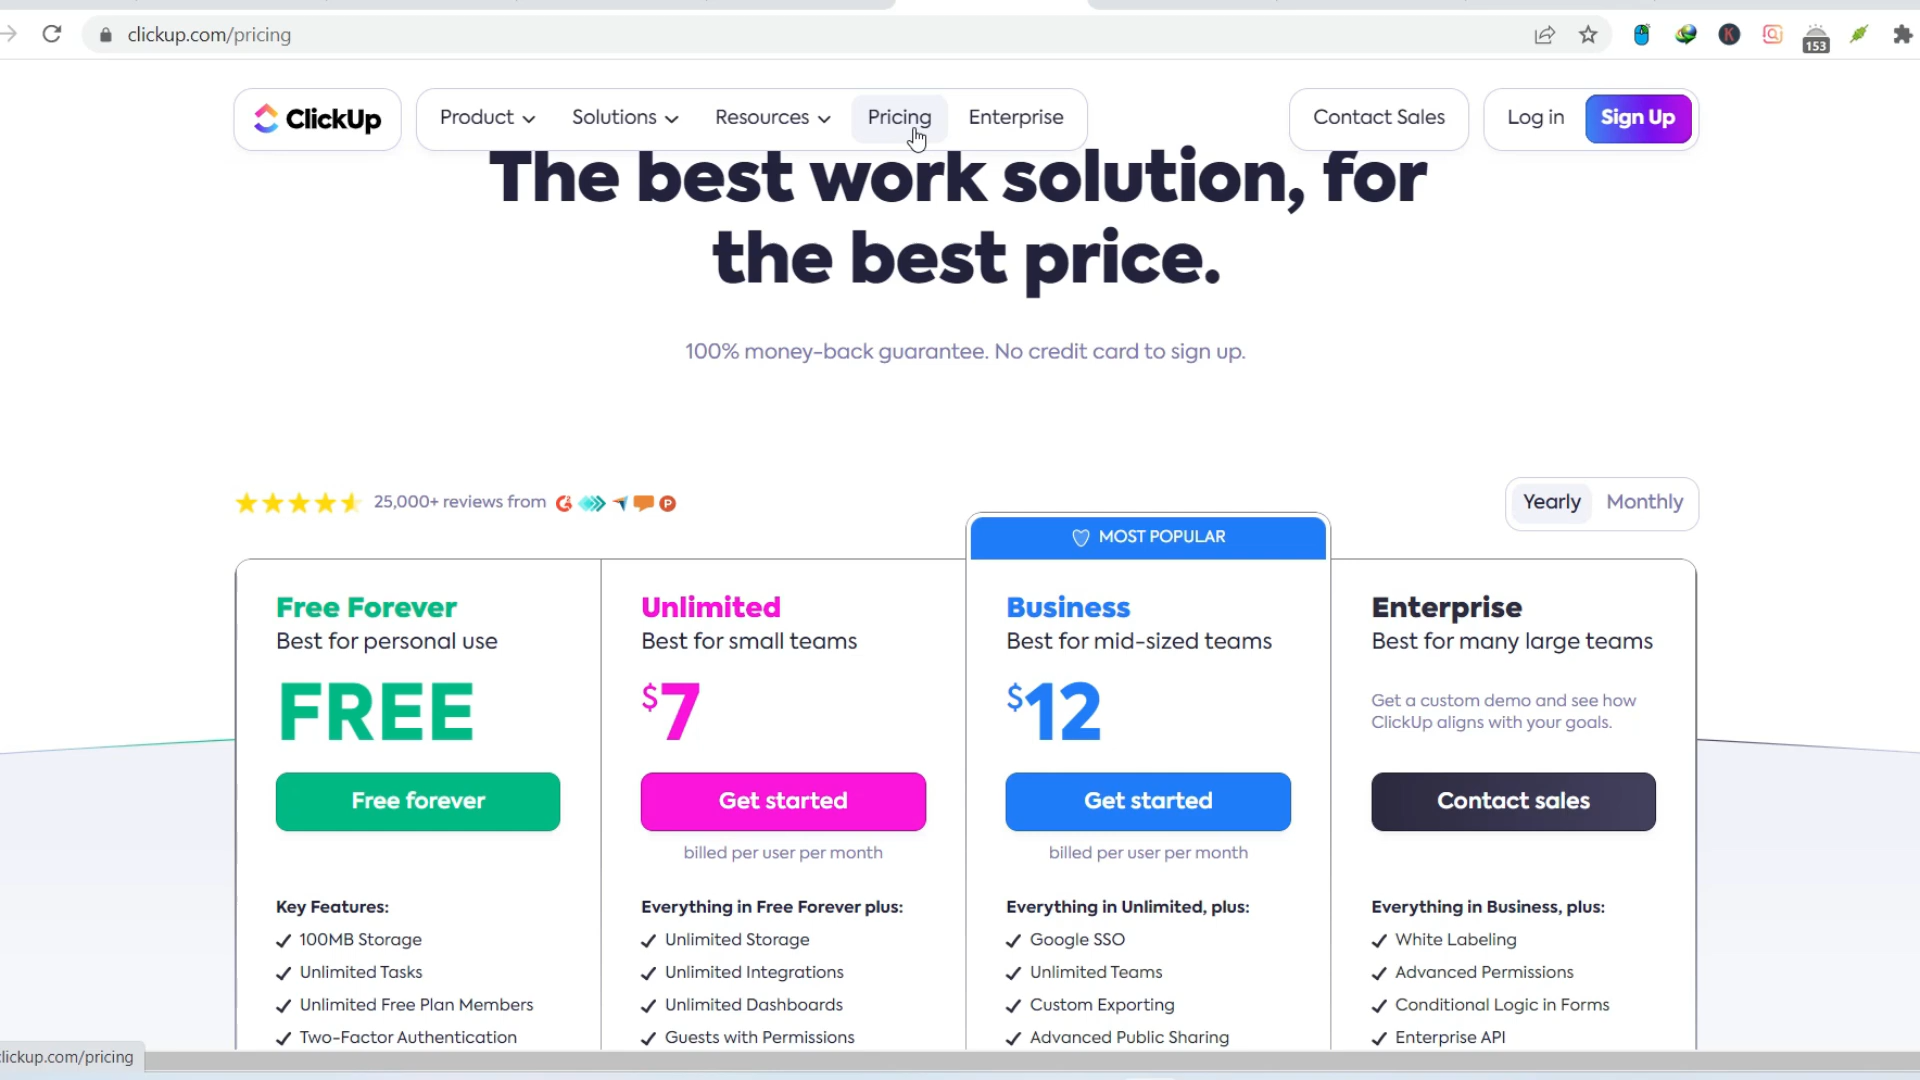 clickup.com/pricing
153
ClickUp
Product
Solutions
Resources
Pricing
Enterprise
Contact Sales
Log in
Sign Up
The best work solution, for
the best price.
100% money-back guarantee. No credit card to sign up.
25,000+ reviews from
Yearly
Monthly
MOST POPULAR
Free Forever
Best for personal use
FREE
Free forever
Key Features:
100MB Storage
Unlimited Tasks
Unlimited Free Plan Members
Two-Factor Authentication
Unlimited
Best for small teams
$7
Get started
billed per user per month
Everything in Free Forever plus:
Unlimited Storage
Unlimited Integrations
Unlimited Dashboards
Guests with Permissions
Business
Best for mid-sized teams
$12
Get started
billed per user per month
Everything in Unlimited, plus:
Google SSO
Unlimited Teams
Custom Exporting
Advanced Public Sharing
Enterprise
Best for many large teams
Get a custom demo and see how
ClickUp aligns with your goals.
Contact sales
Everything in Business, plus:
White Labeling
Advanced Permissions
Conditional Logic in Forms
Enterprise API
lickup.com/pricing